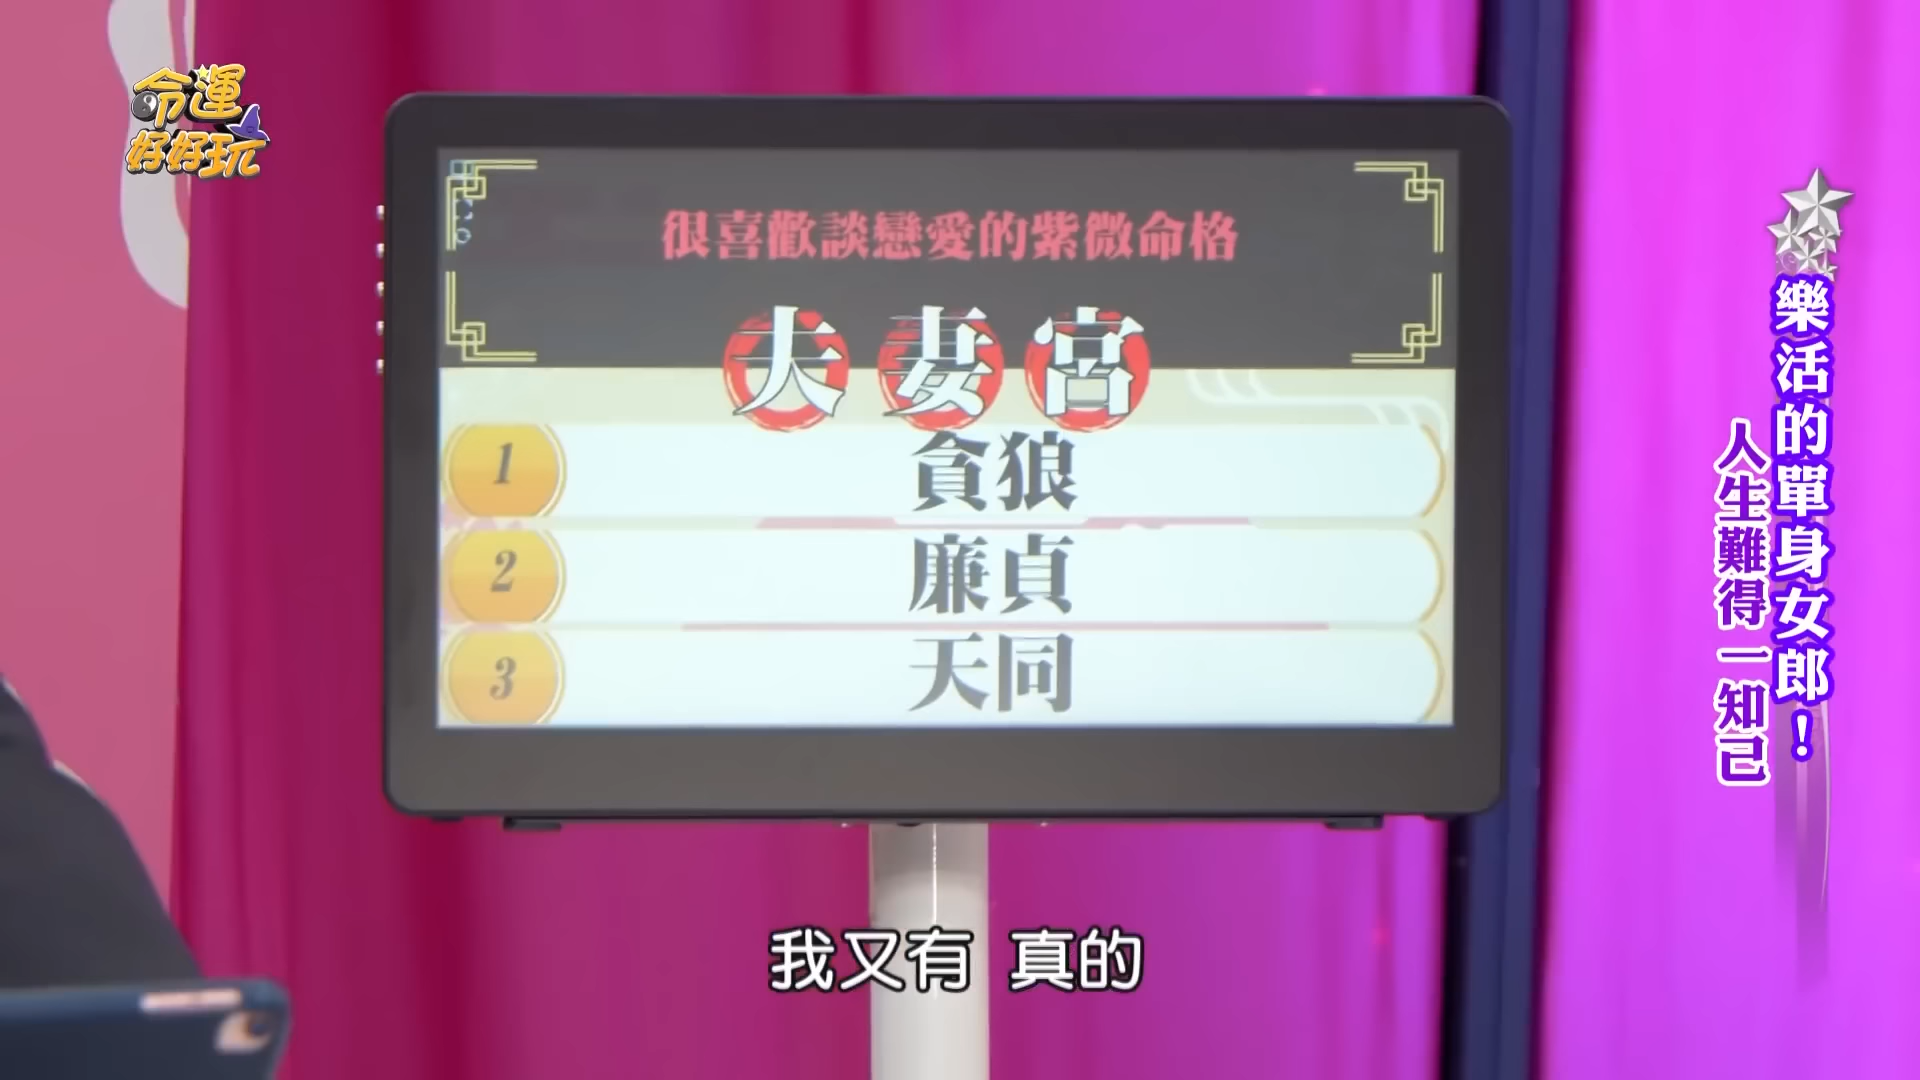 命運
好好玩
很喜歡談戀愛的紫微命格
夫妻宮
1 貪狼
2 廉貞
3 天同
樂活的單身女郎！
人生難得一知己
我又有 真的